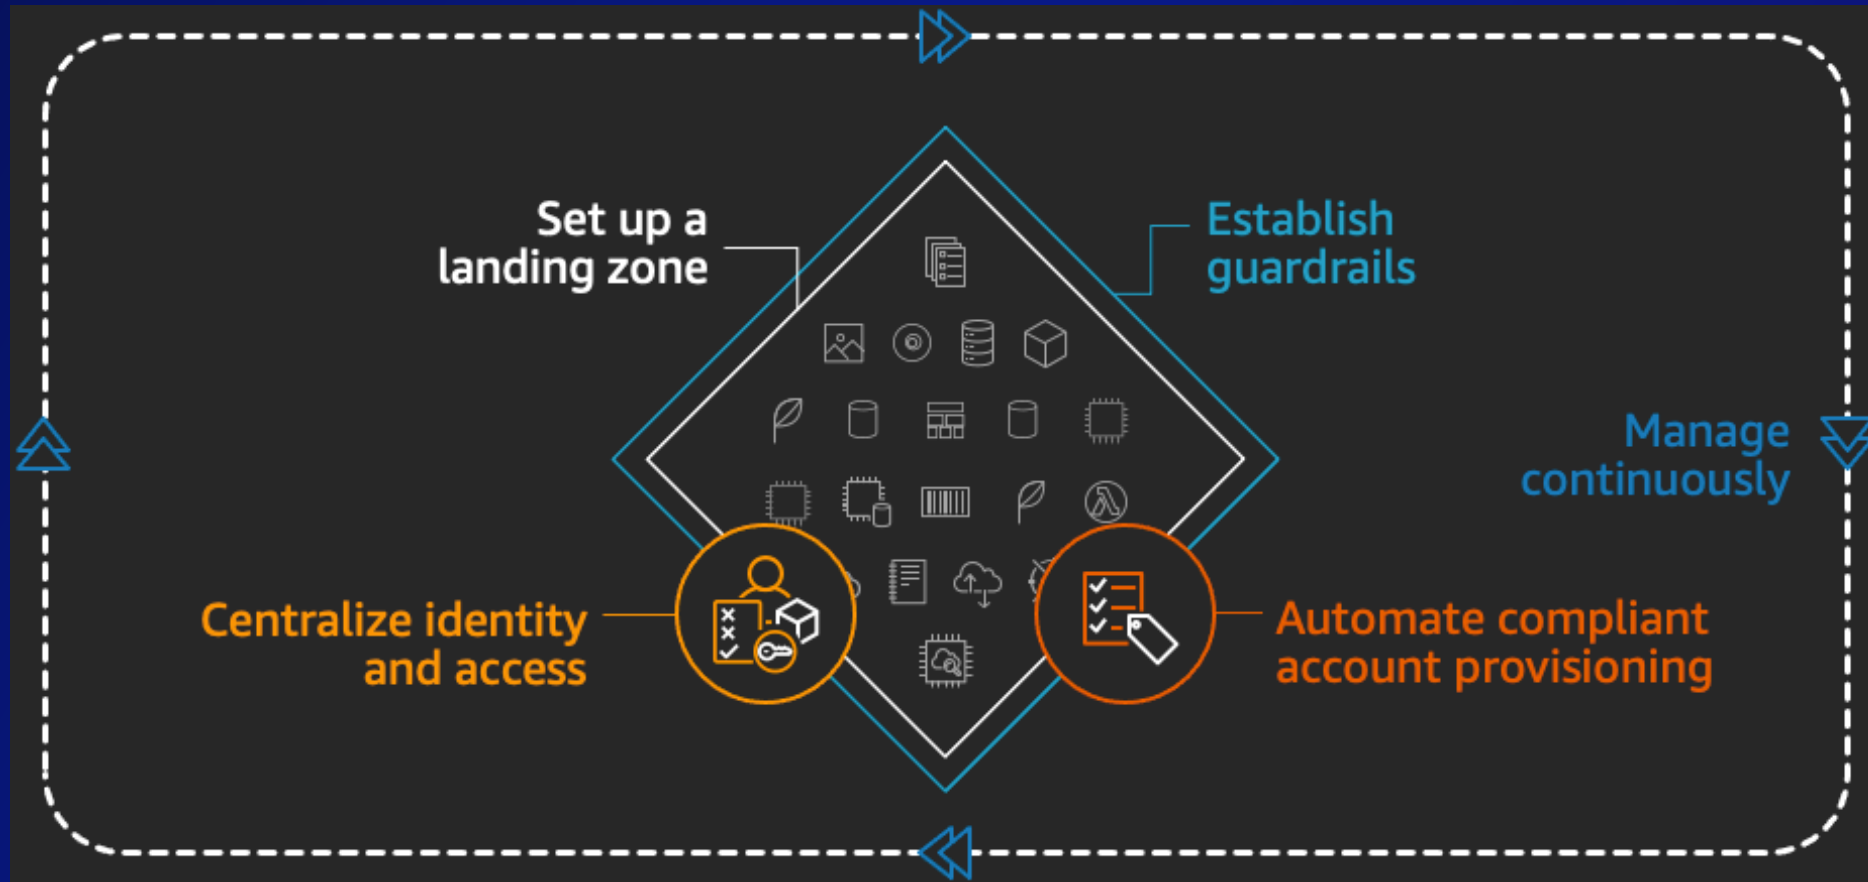 Set up a
landing zone
Establish
guardrails
Manage
continuously
Centralize identity
and access
Automate compliant
account provisioning